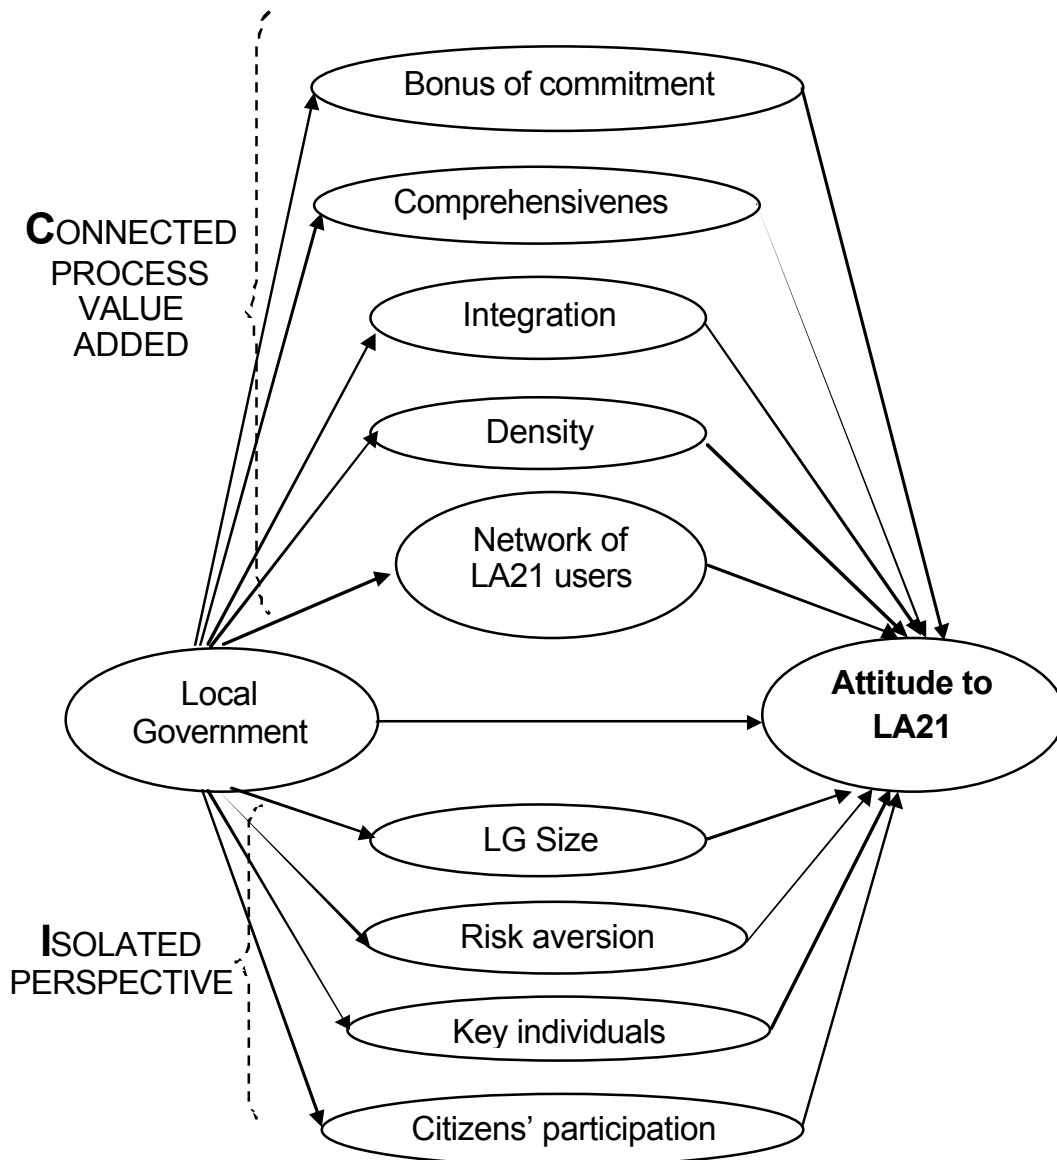 Bonus of commitment
Comprehensivenes
CONNECTED
PROCESS
VALUE
ADDED
Integration
Density
Network of
LA21 users
Local
Government
Attitude to
LA21
LG Size
ISOLATED
PERSPECTIVE
Risk aversion
Key individuals
Citizens’ participation